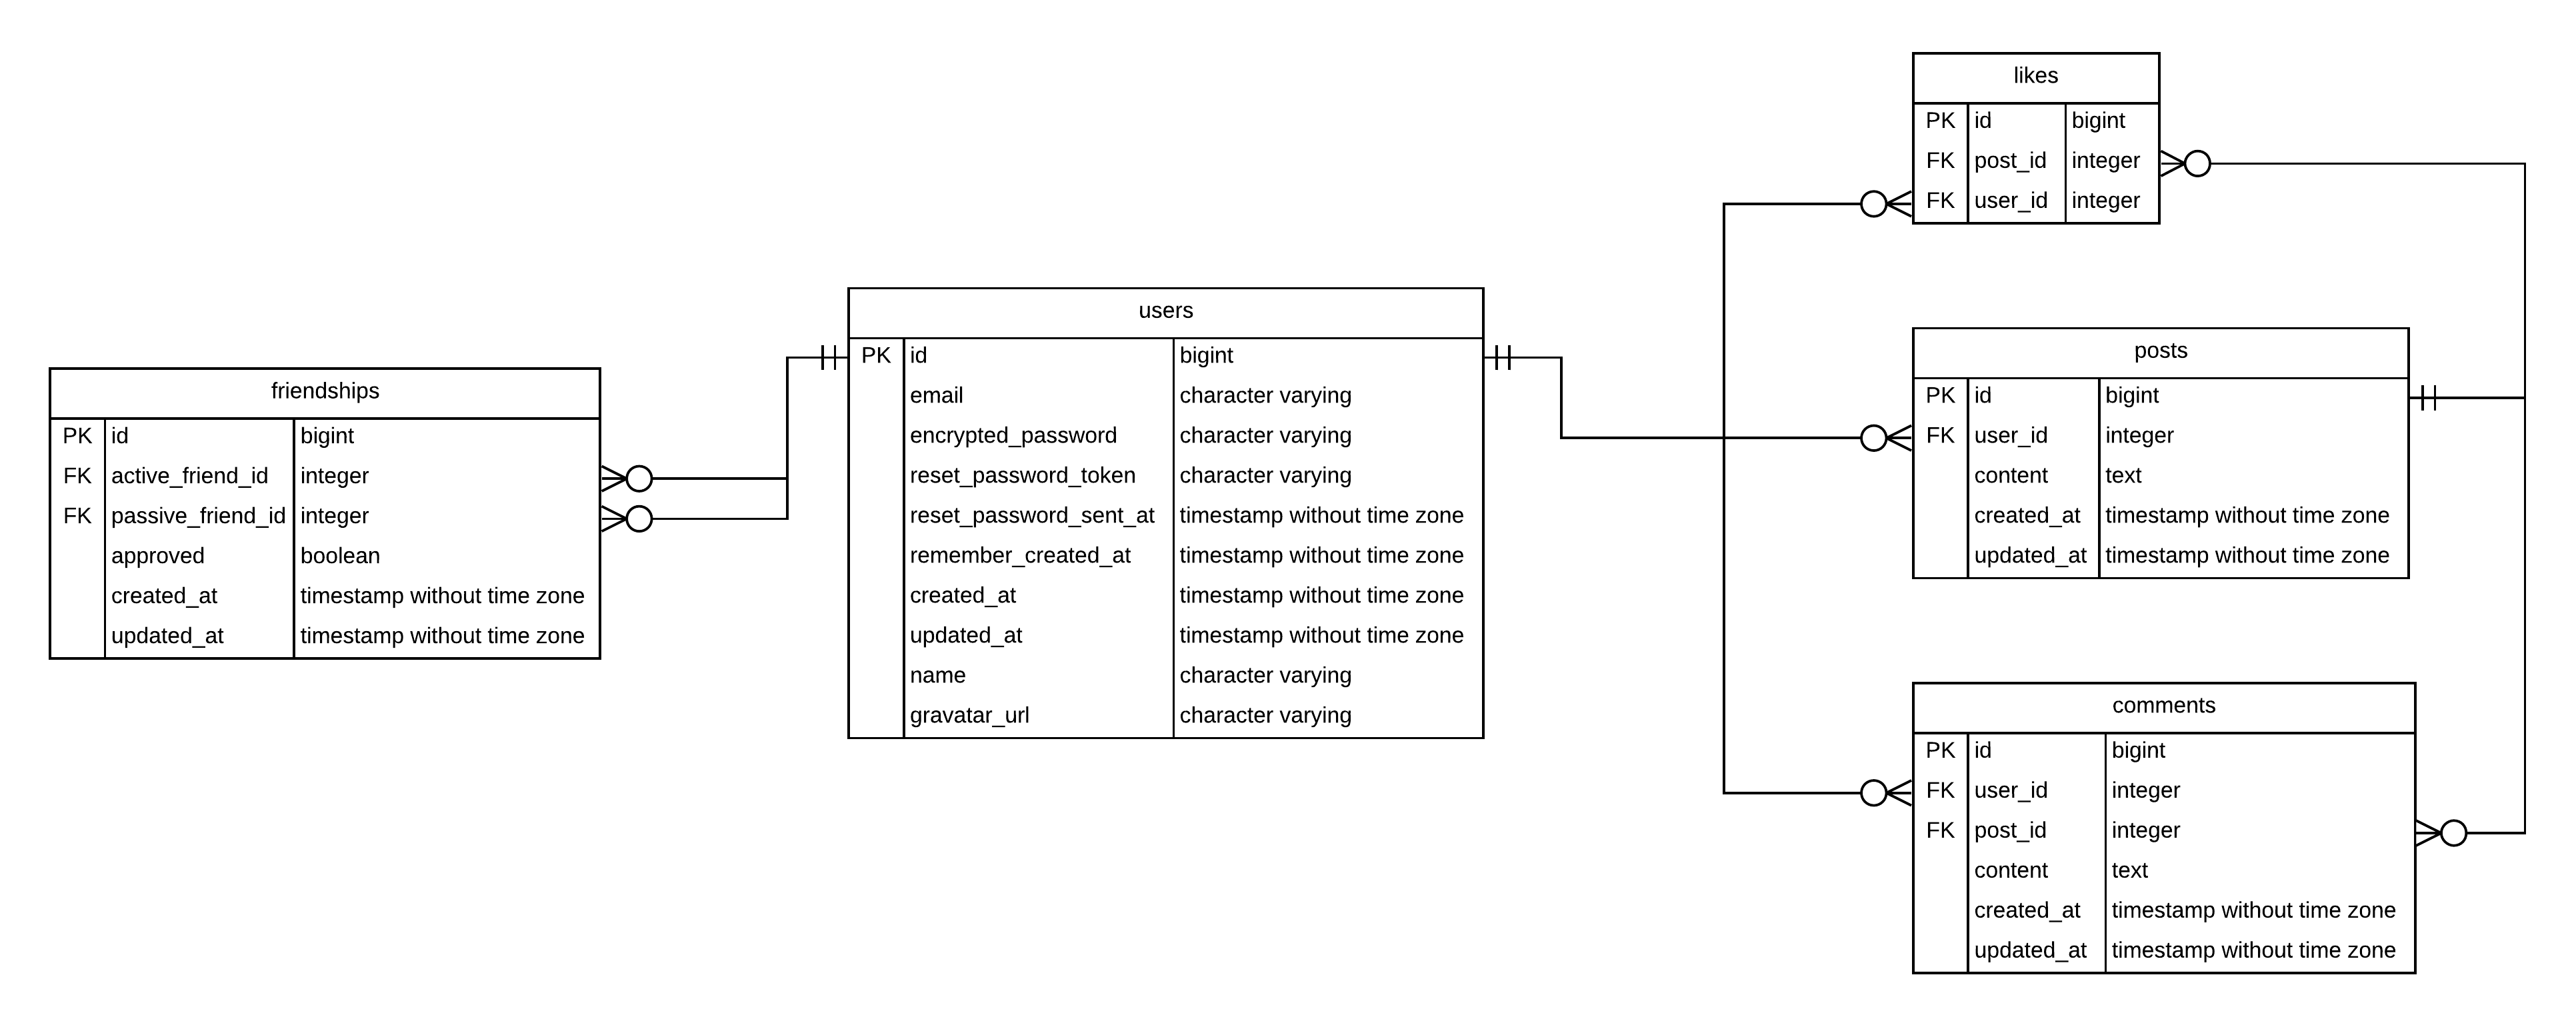 friendships
PK id bigint
FK active_friend_id integer
FK passive_friend_id integer
approved boolean
created_at timestamp without time zone
updated_at timestamp without time zone
users
PK id bigint
email character varying
encrypted_password character varying
reset_password_token character varying
reset_password_sent_at timestamp without time zone
remember_created_at timestamp without time zone
created_at timestamp without time zone
updated_at timestamp without time zone
name character varying
gravatar_url character varying
likes
PK id bigint
FK post_id integer
FK user_id integer
posts
PK id bigint
FK user_id integer
content text
created_at timestamp without time zone
updated_at timestamp without time zone
comments
PK id bigint
FK user_id integer
FK post_id integer
content text
created_at timestamp without time zone
updated_at timestamp without time zone